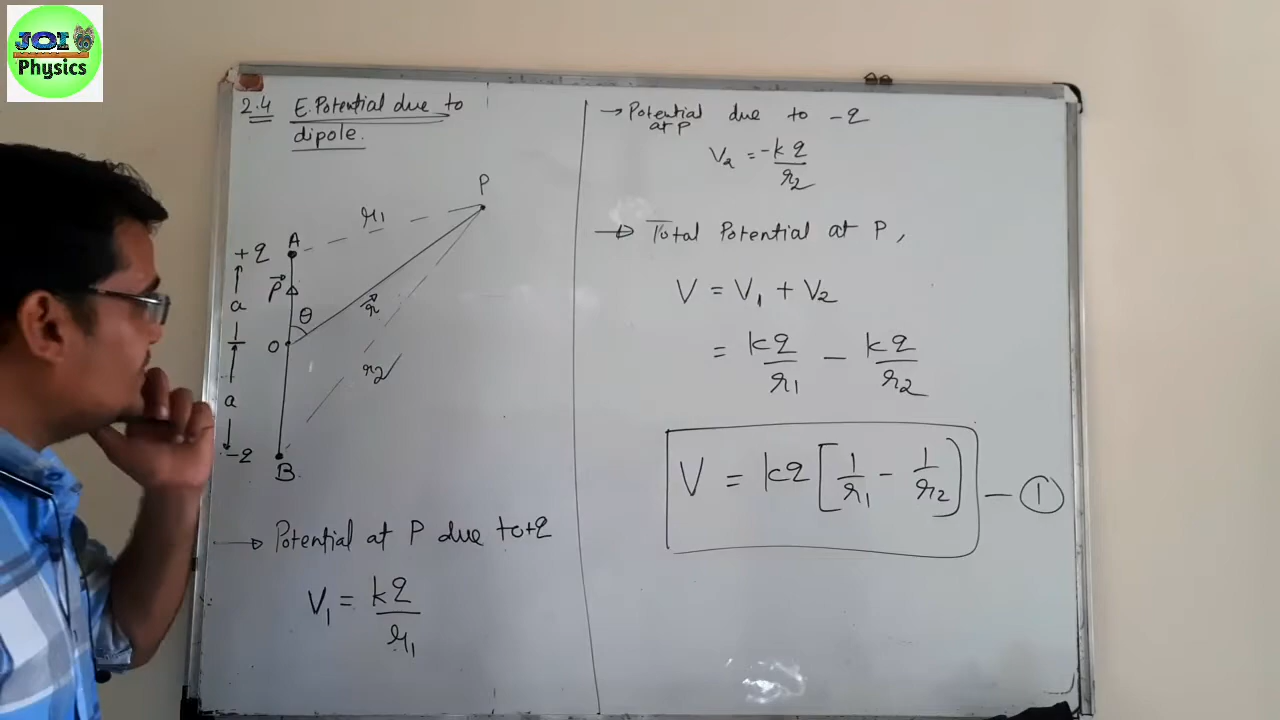 JOI
Physics
2.4 E.Potential due to
dipole.
P
r₁
A
+q
P⃗
a
θ
r⃗
O
r₂
a
-q
B
→ Potential at P due to +q
V₁ = kq/r₁
→ Potential due to -q
at P
V₂ = -kq/r₂
→ Total Potential at P,
V = V₁ + V₂
= kq/r₁ - kq/r₂
V = kq [1/r₁ - 1/r₂] - ①